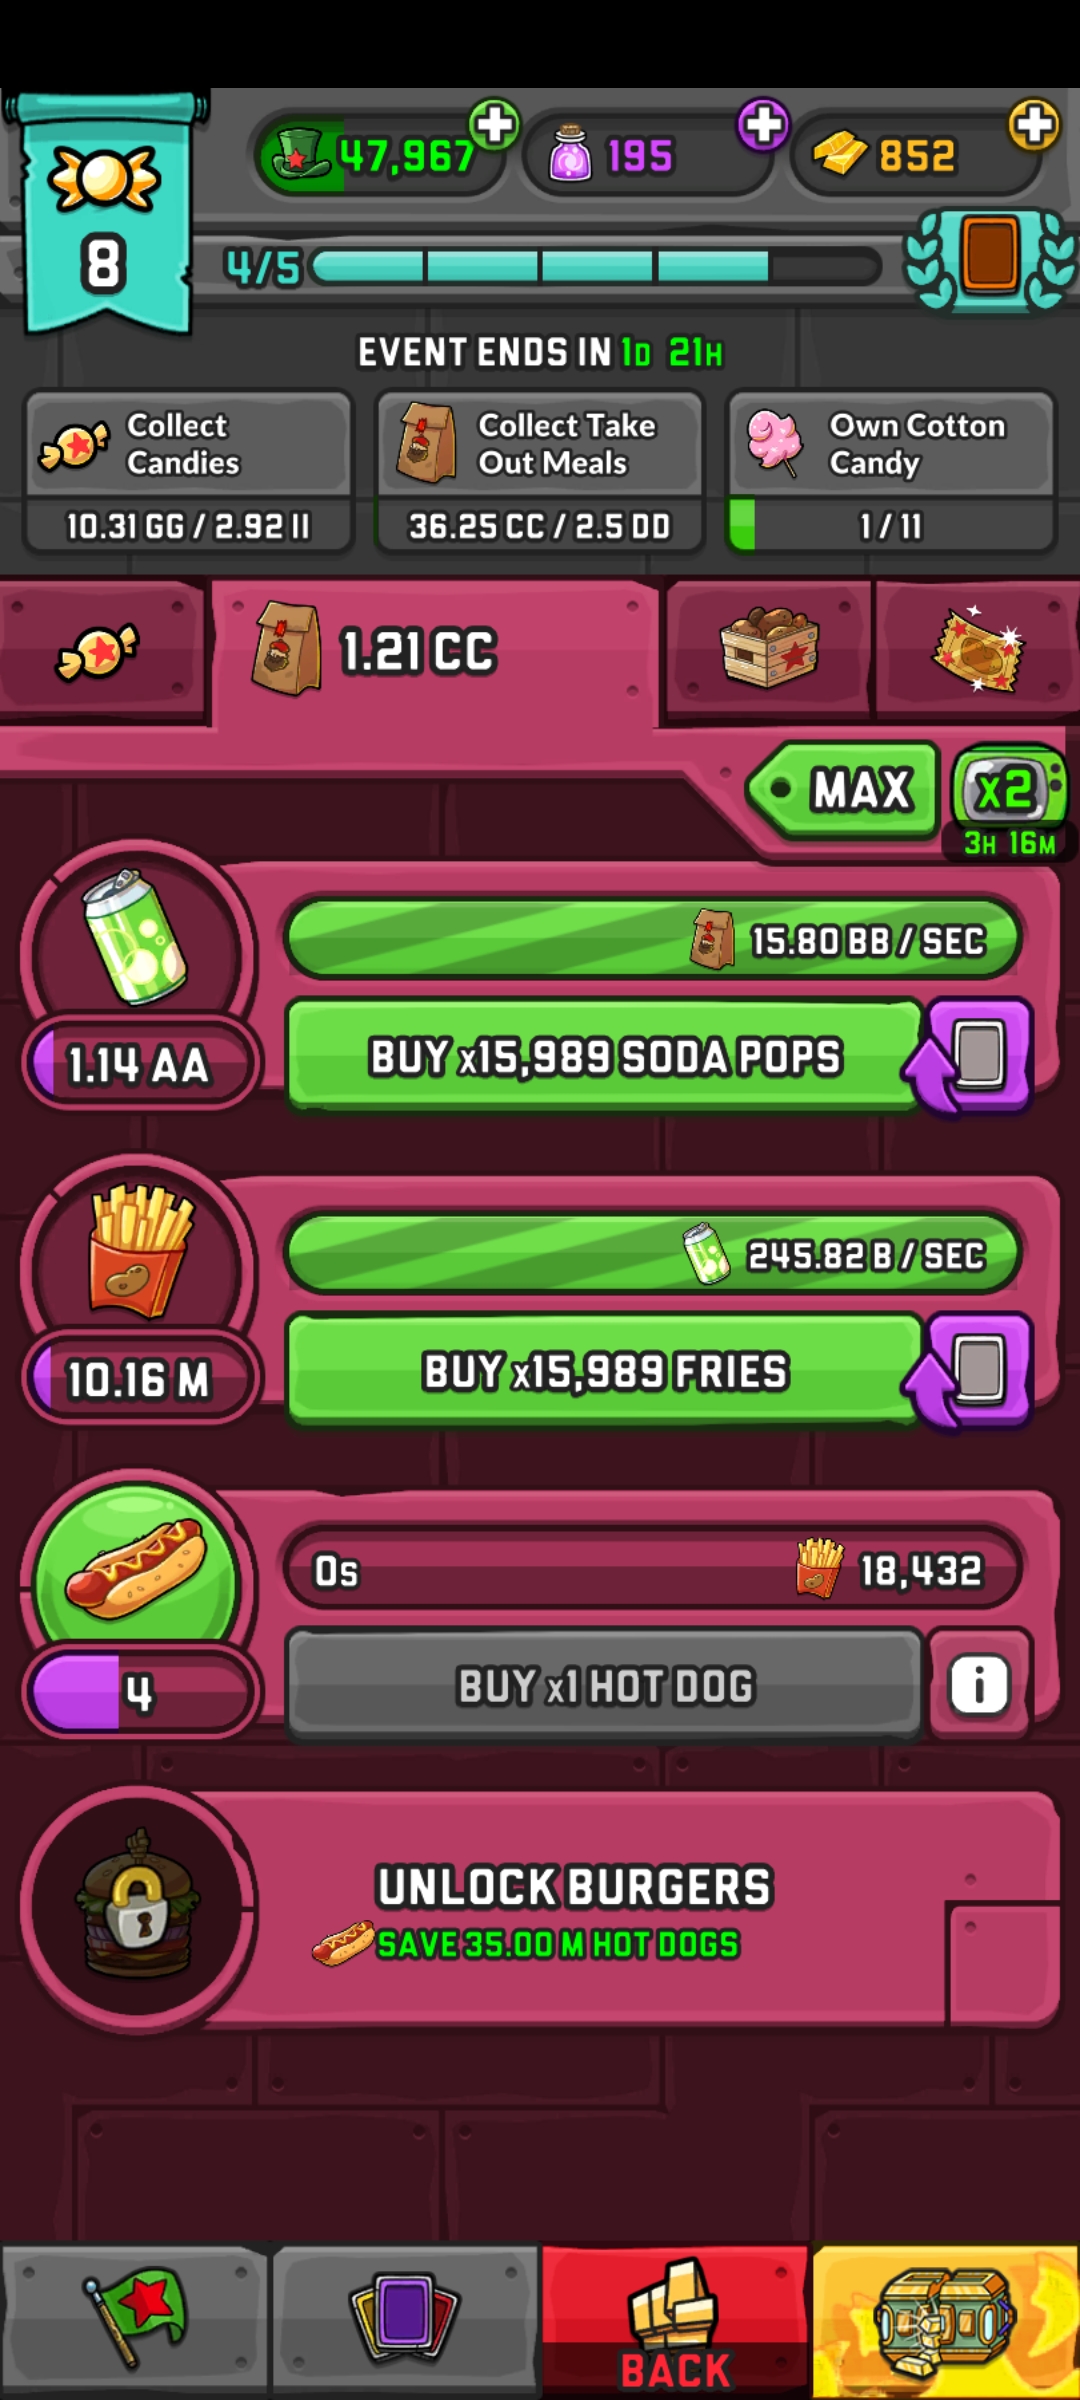 47,967
195
852
8
4/5
EVENT ENDS IN 1D 21H
Collect
Candies
10.31 GG / 2.92 II
Collect Take
Out Meals
36.25 CC / 2.5 DD
Own Cotton
Candy
1 / 11
1.21 CC
MAX
x2
3H 16M
15.80 BB / SEC
1.14 AA
BUY x15,989 SODA POPS
245.82 B / SEC
10.16 M
BUY x15,989 FRIES
0s
18,432
4
BUY x1 HOT DOG
i
UNLOCK BURGERS
SAVE 35.00 M HOT DOGS
BACK